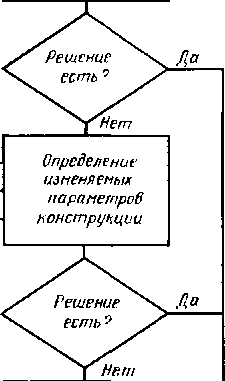 Решение
есть?
Да
Нет
Определение
изменяемых
параметров
конструкции
Решение
есть?
Да
Нет